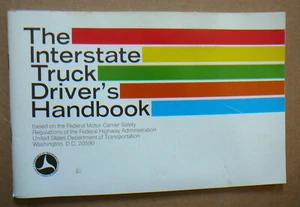 The
Interstate
Truck
Driver's
Handbook
based on the Federal Motor Carrier Safety
Regulations of the Federal Highway Administration
United States Department of Transportation
Washington, D.C. 20590